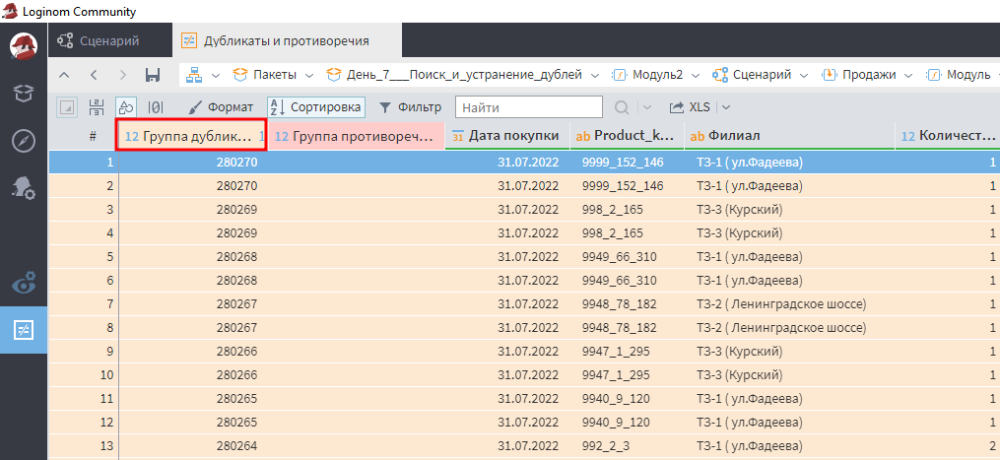 Loginom Community
Сценарий Дубликаты и противоречия
Пакеты День_7___Поиск_и_устранение_дублей Модуль2 Сценарий Продажи Модуль
Формат Сортировка Фильтр Найти XLS
# 12 Группа дублик... 1 12 Группа противореч... 31 Дата покупки ab Product_k... ab Филиал 12 Количест...
1 280270 31.07.2022 9999_152_146 ТЗ-1 ( ул.Фадеева) 1
2 280270 31.07.2022 9999_152_146 ТЗ-1 ( ул.Фадеева) 1
3 280269 31.07.2022 998_2_165 ТЗ-3 (Курский) 1
4 280269 31.07.2022 998_2_165 ТЗ-3 (Курский) 1
5 280268 31.07.2022 9949_66_310 ТЗ-1 ( ул.Фадеева) 1
6 280268 31.07.2022 9949_66_310 ТЗ-1 ( ул.Фадеева) 1
7 280267 31.07.2022 9948_78_182 ТЗ-2 ( Ленинградское шоссе) 1
8 280267 31.07.2022 9948_78_182 ТЗ-2 ( Ленинградское шоссе) 1
9 280266 31.07.2022 9947_1_295 ТЗ-3 (Курский) 1
10 280266 31.07.2022 9947_1_295 ТЗ-3 (Курский) 1
11 280265 31.07.2022 9940_9_120 ТЗ-1 ( ул.Фадеева) 1
12 280265 31.07.2022 9940_9_120 ТЗ-1 ( ул.Фадеева) 1
13 280264 31.07.2022 992_2_3 ТЗ-1 ( ул.Фадеева) 2